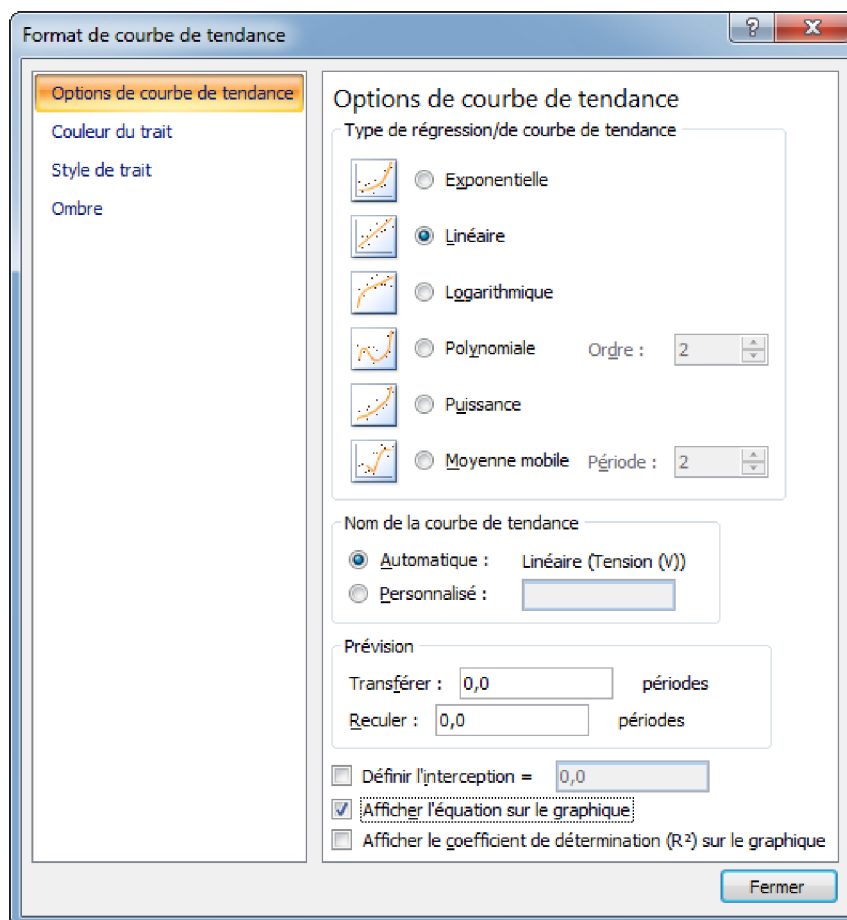 Format de courbe de tendance
Options de courbe de tendance
Couleur du trait
Style de trait
Ombre
Options de courbe de tendance
Type de régression/de courbe de tendance
Exponentielle
Linéaire
Logarithmique
Polynomiale Ordre : 2
Puissance
Moyenne mobile Période : 2
Nom de la courbe de tendance
Automatique : Linéaire (Tension (V))
Personnalisé :
Prévision
Transférer : 0,0 périodes
Reculer : 0,0 périodes
Définir l'interception = 0,0
Afficher l'équation sur le graphique
Afficher le coefficient de détermination (R²) sur le graphique
Fermer